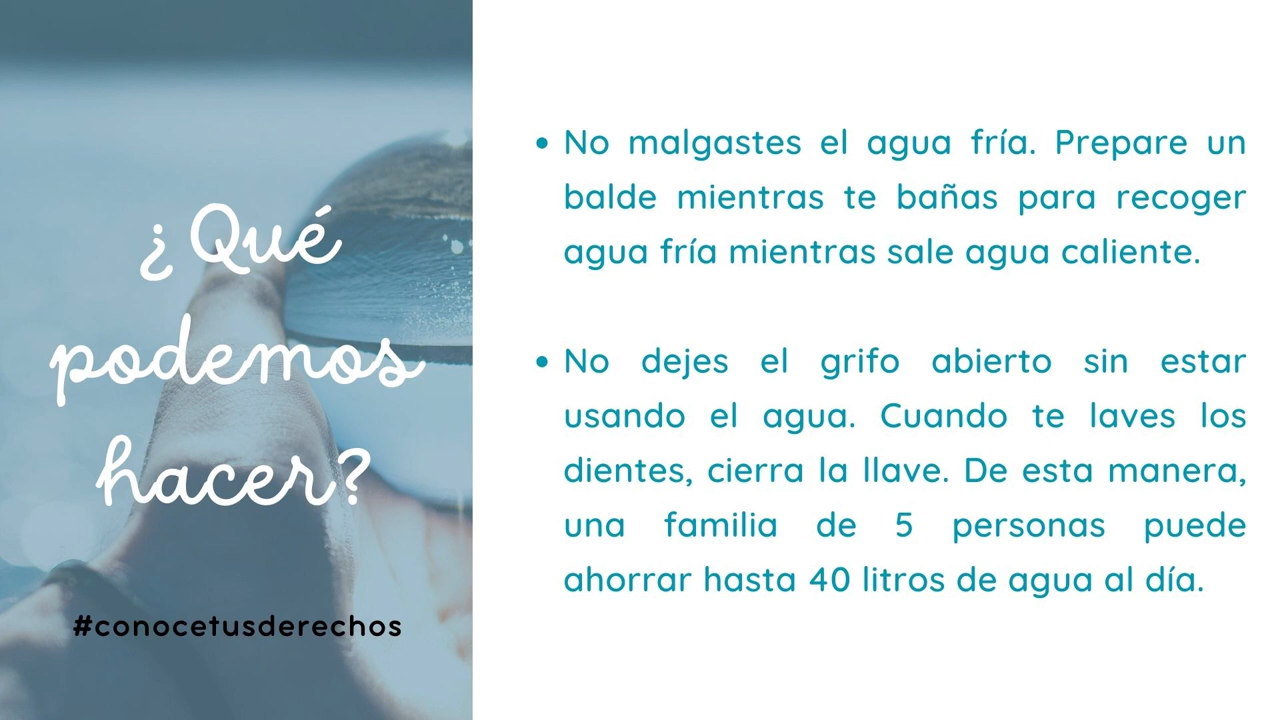 ¿Qué
podemos
hacer?
#conocetusderechos
No malgastes el agua fría. Prepare un
balde mientras te bañas para recoger
agua fría mientras sale agua caliente.
No dejes el grifo abierto sin estar
usando el agua. Cuando te laves los
dientes, cierra la llave. De esta manera,
una familia de 5 personas puede
ahorrar hasta 40 litros de agua al día.